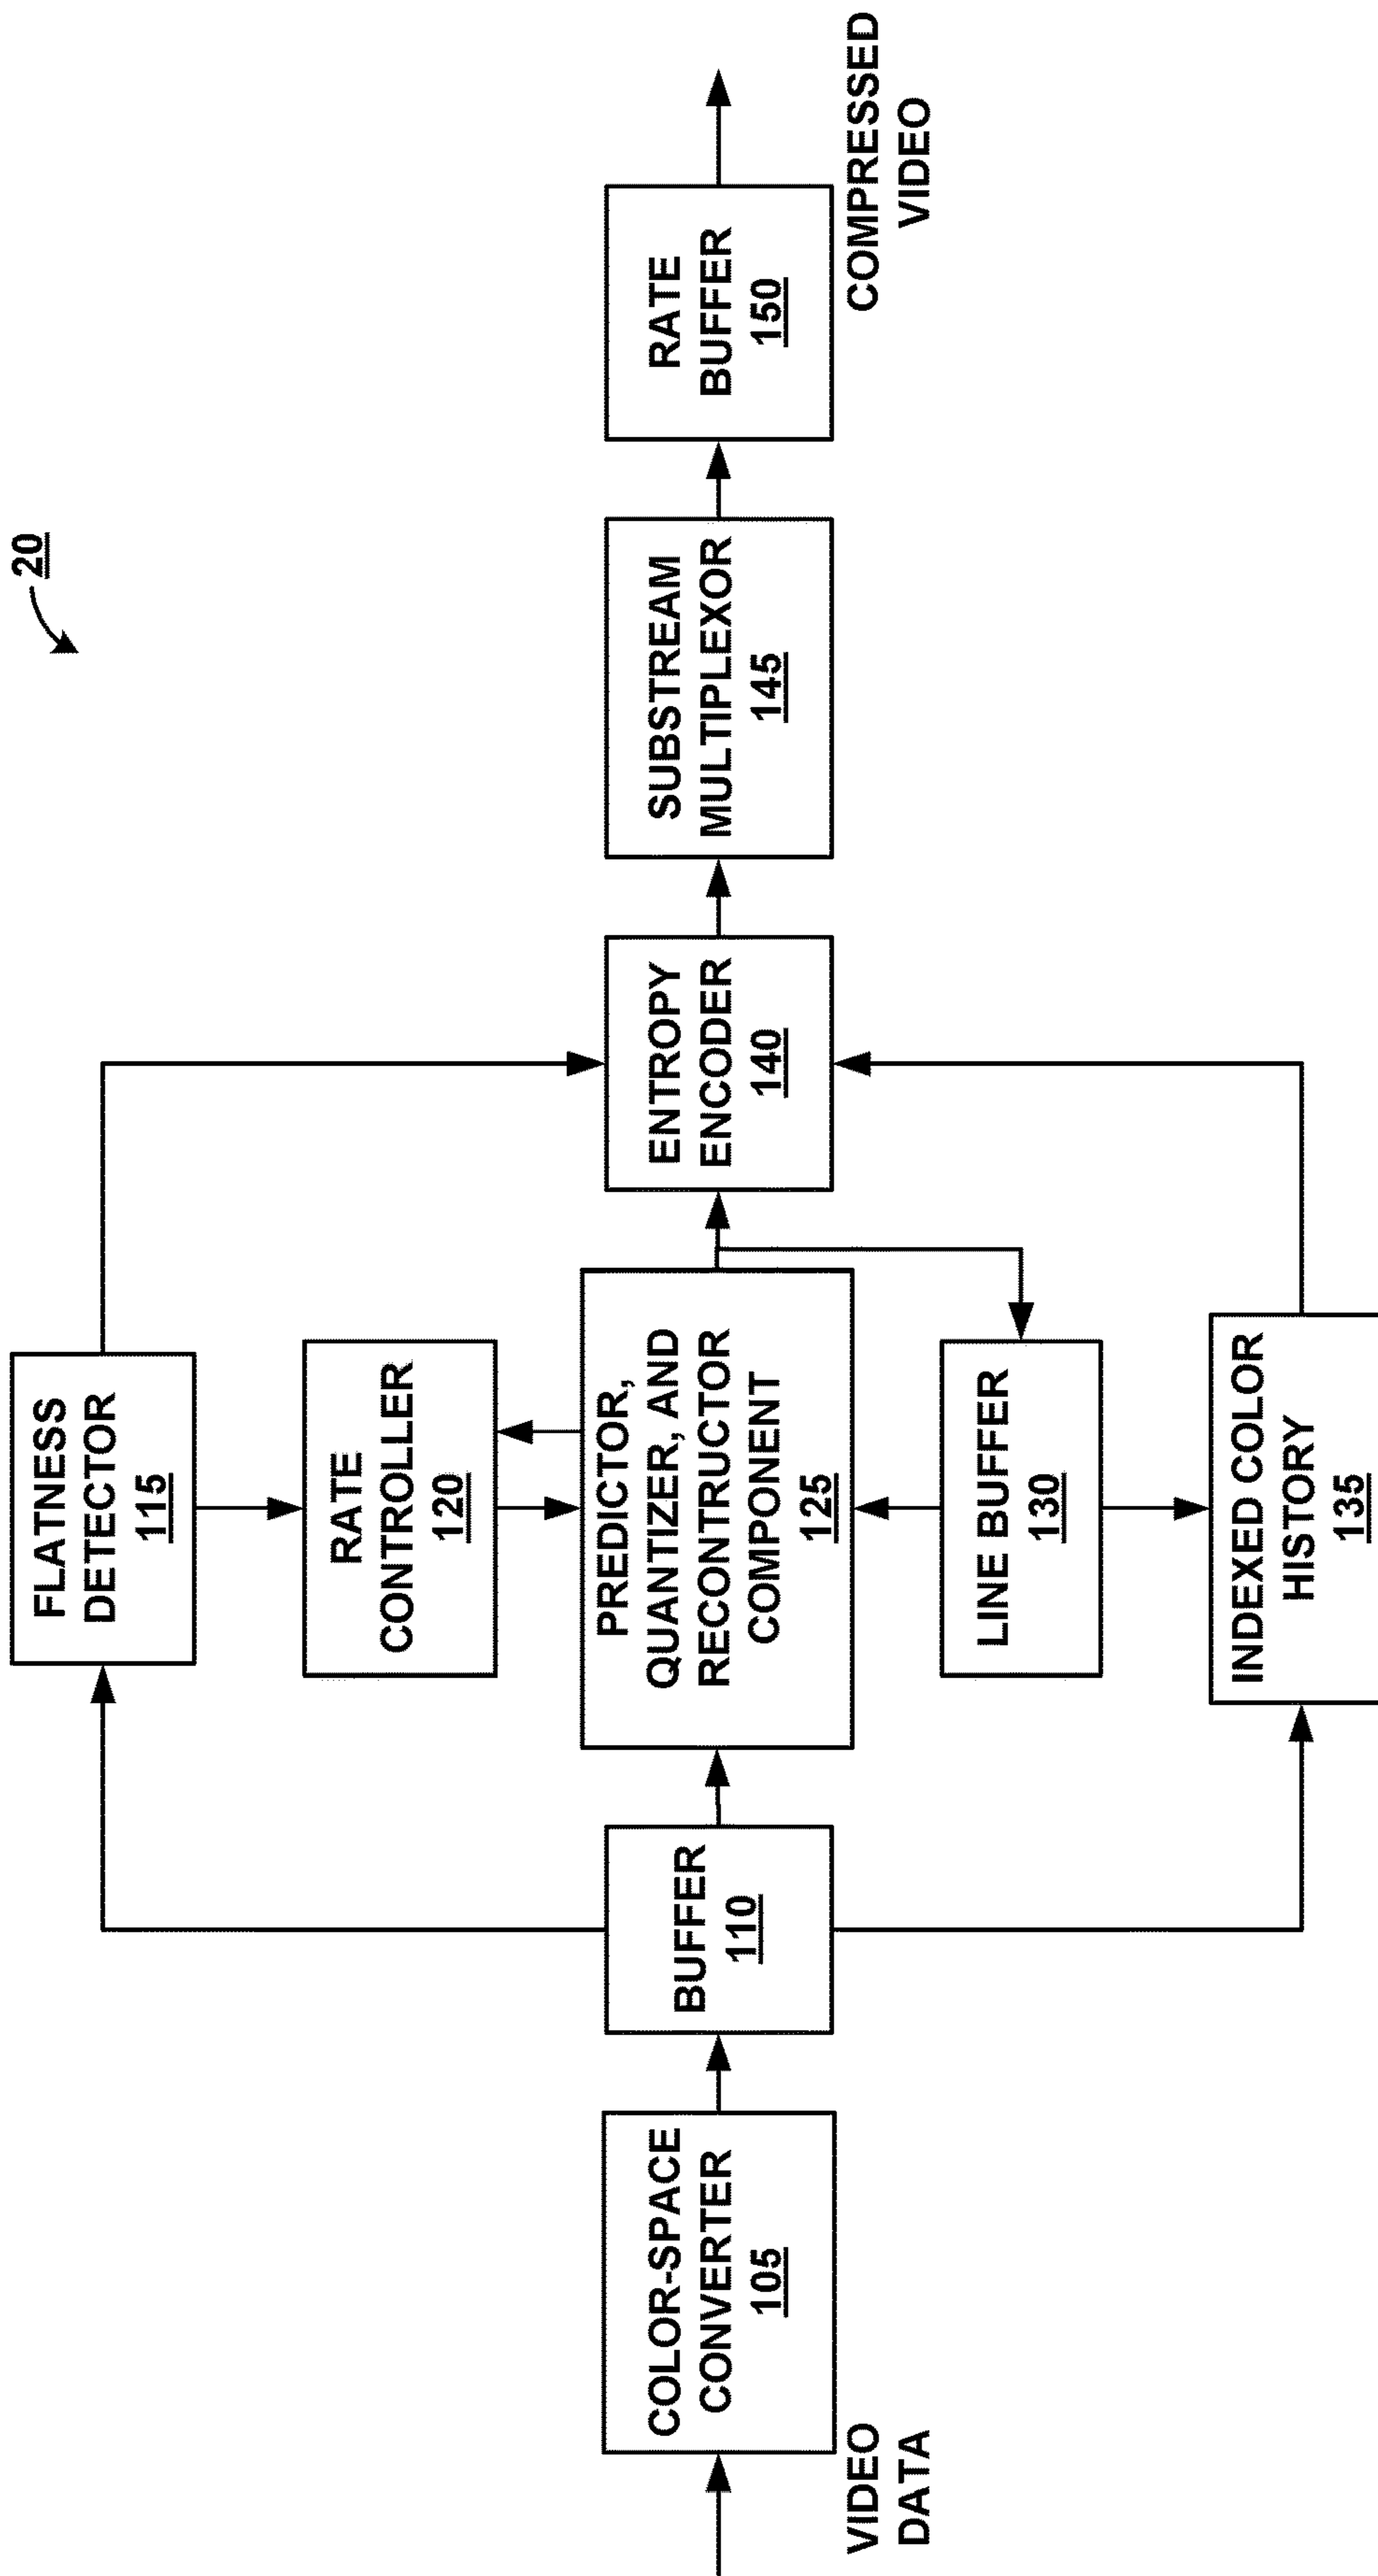 20
VIDEO
DATA
COLOR-SPACE
CONVERTER
105
BUFFER
110
FLATNESS
DETECTOR
115
RATE
CONTROLLER
120
PREDICTOR,
QUANTIZER, AND
RECONTRUCTOR
COMPONENT
125
LINE BUFFER
130
INDEXED COLOR
HISTORY
135
ENTROPY
ENCODER
140
SUBSTREAM
MULTIPLEXOR
145
RATE
BUFFER
150
COMPRESSED
VIDEO